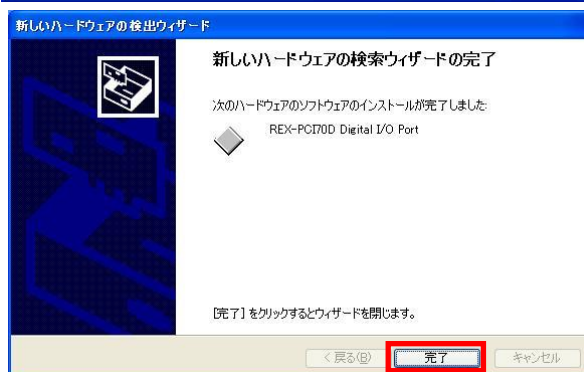 新しいハードウェアの検出ウィザード
新しいハードウェアの検索ウィザードの完了
次のハードウェアのソフトウェアのインストールが完了しました:
REX-PCI70D Digital I/O Port
[完了] をクリックするとウィザードを閉じます。
< 戻る(B)
完了
キャンセル